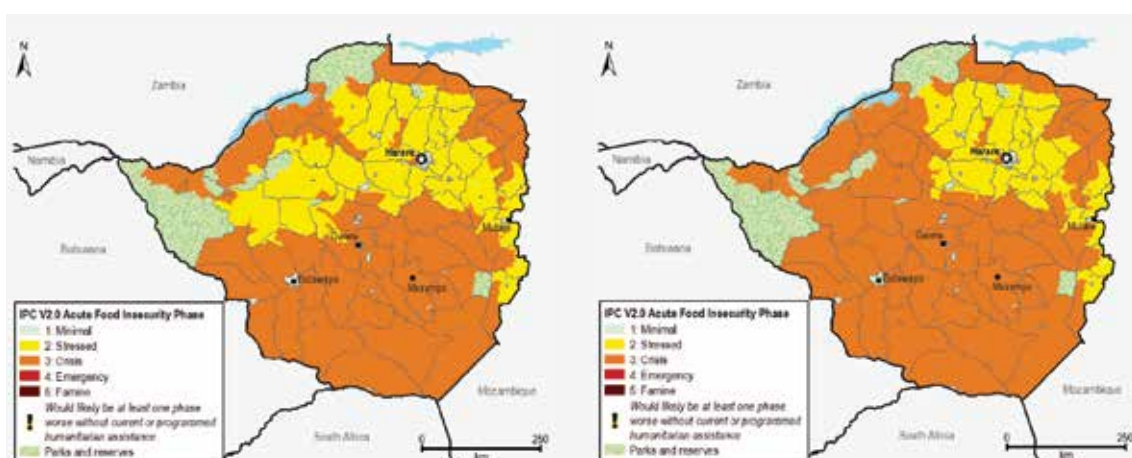 N
Zambia
Namibia
Harare
Mutare
Botswana
Gweru
Bulawayo
Masvingo
IPC V2.0 Acute Food Insecurity Phase
1: Minimal
2: Stressed
3: Crisis
4: Emergency
5: Famine
Would likely be at least one phase
worse without current or programmed
humanitarian assistance
Parks and reserves
Mozambique
South Africa
0 250
km
N
Zambia
Namibia
Harare
Mutare
Botswana
Gweru
Bulawayo
Masvingo
IPC V2.0 Acute Food Insecurity Phase
1: Minimal
2: Stressed
3: Crisis
4: Emergency
5: Famine
Would likely be at least one phase
worse without current or programmed
humanitarian assistance
Parks and reserves
Mozambique
South Africa
0 250
km